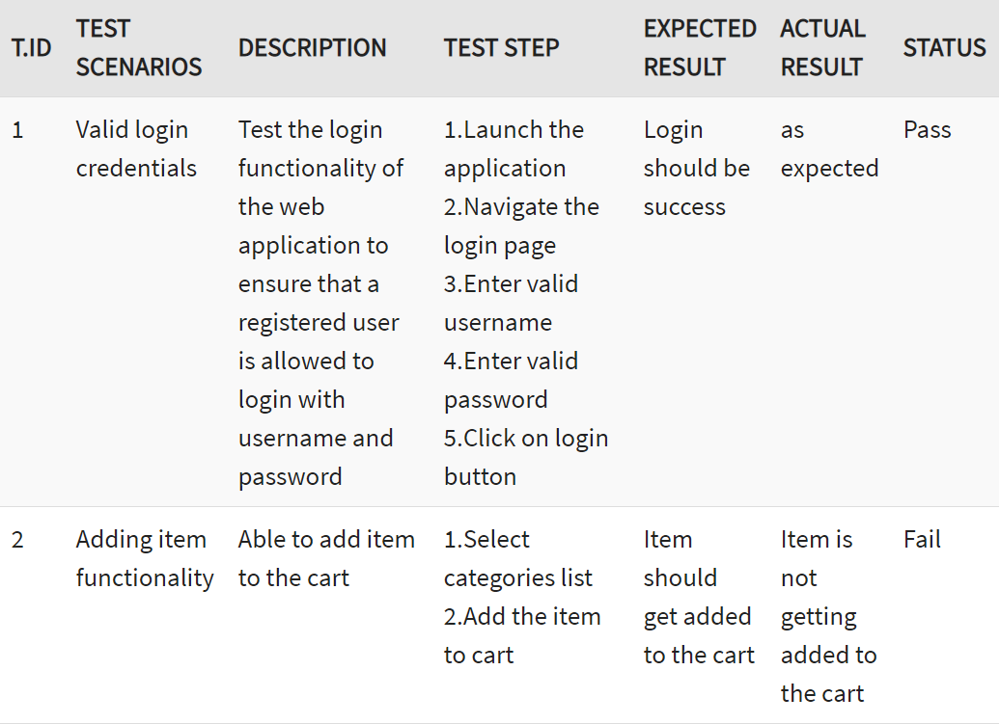 T.ID
TEST
SCENARIOS
DESCRIPTION
TEST STEP
EXPECTED
RESULT
ACTUAL
RESULT
STATUS
1
Valid login
credentials
Test the login
functionality of
the web
application to
ensure that a
registered user
is allowed to
login with
username and
password
1.Launch the
application
2.Navigate the
login page
3.Enter valid
username
4.Enter valid
password
5.Click on login
button
Login
should be
success
as
expected
Pass
2
Adding item
functionality
Able to add item
to the cart
1.Select
categories list
2.Add the item
to cart
Item
should
get added
to the cart
Item is
not
getting
added to
the cart
Fail